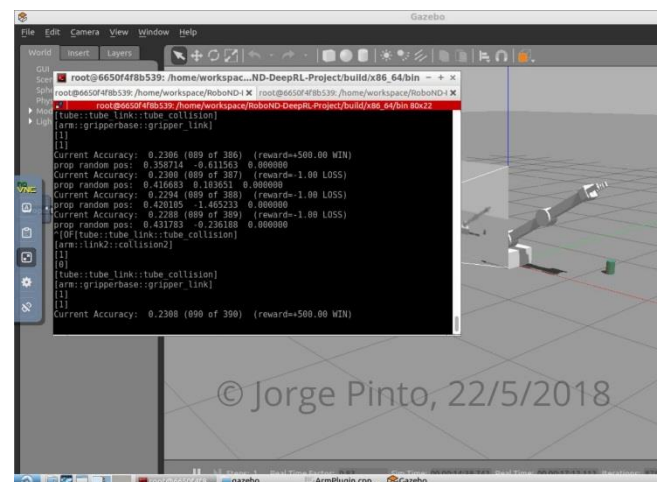 Gazebo
File Edit Camera View Window Help
World Insert Layers
GUI
root@6650f4f8b539: /home/workspac...ND-DeepRL-Project/build/x86_64/bin
root@6650f4f8b539: /home/workspace/RoboND-
root@6650f4f8b539: /home/workspace/RoboND-
root@6650f4f8b539: /home/workspace/RoboND-DeepRL-Project/build/x86_64/bin 80x22
[tube::tube_link::tube_collision]
[arm::gripperbase::gripper_link]
[1]
[1]
Current Accuracy: 0.2306 (089 of 386) (reward=+500.00 WIN)
prop random pos: 0.358714 -0.611563 0.000000
Current Accuracy: 0.2300 (089 of 387) (reward=-1.00 LOSS)
prop random pos: 0.416683 0.103651 0.000000
Current Accuracy: 0.2294 (089 of 388) (reward=-1.00 LOSS)
prop random pos: 0.420105 -1.465233 0.000000
Current Accuracy: 0.2288 (089 of 389) (reward=-1.00 LOSS)
prop random pos: 0.431783 -0.236188 0.000000
^[OF[tube::tube_link::tube_collision]
[arm::link2::collision2]
[1]
[0]
[tube::tube_link::tube_collision]
[arm::gripperbase::gripper_link]
[1]
[1]
Current Accuracy: 0.2308 (090 of 390) (reward=+500.00 WIN)
VNC
© Jorge Pinto, 22/5/2018
gazebo
ArmPlugin.cpp
Gazebo